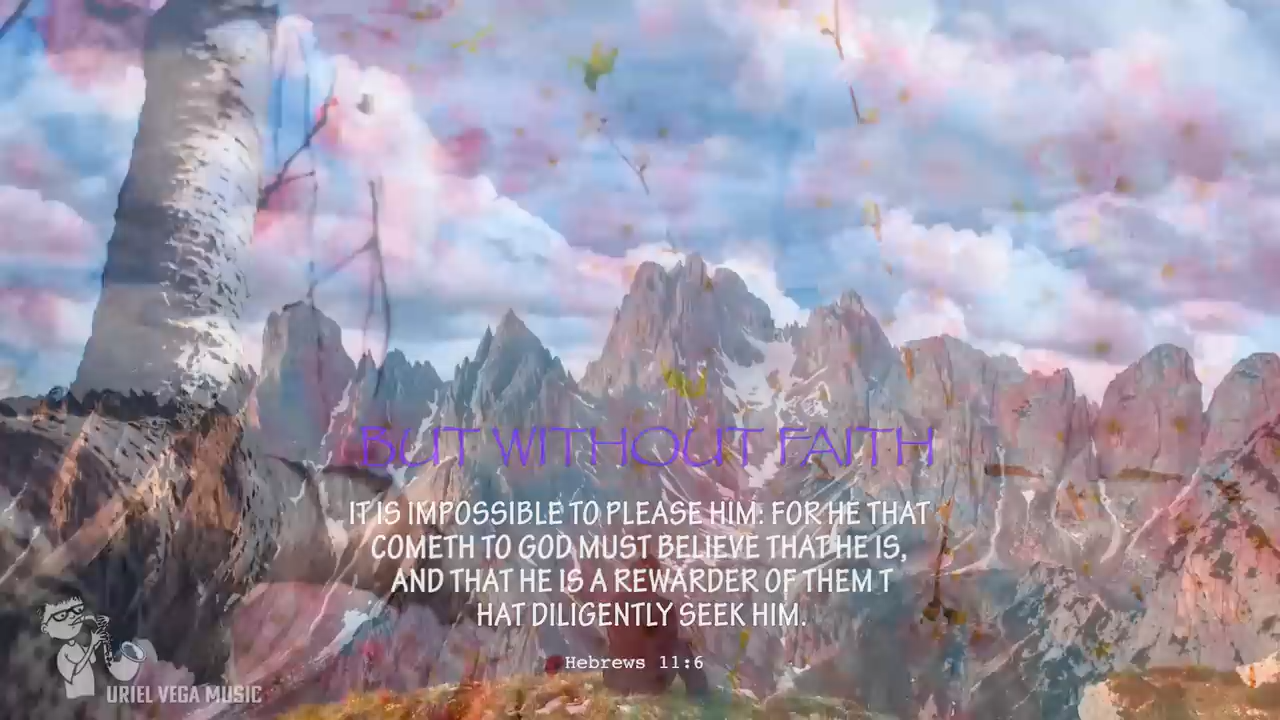 BUT WITHOUT FAITH
IT IS IMPOSSIBLE TO PLEASE HIM: FOR HE THAT
COMETH TO GOD MUST BELIEVE THAT HE IS,
AND THAT HE IS A REWARDER OF THEM T
HAT DILIGENTLY SEEK HIM.
Hebrews 11:6
URIEL VEGA MUSIC